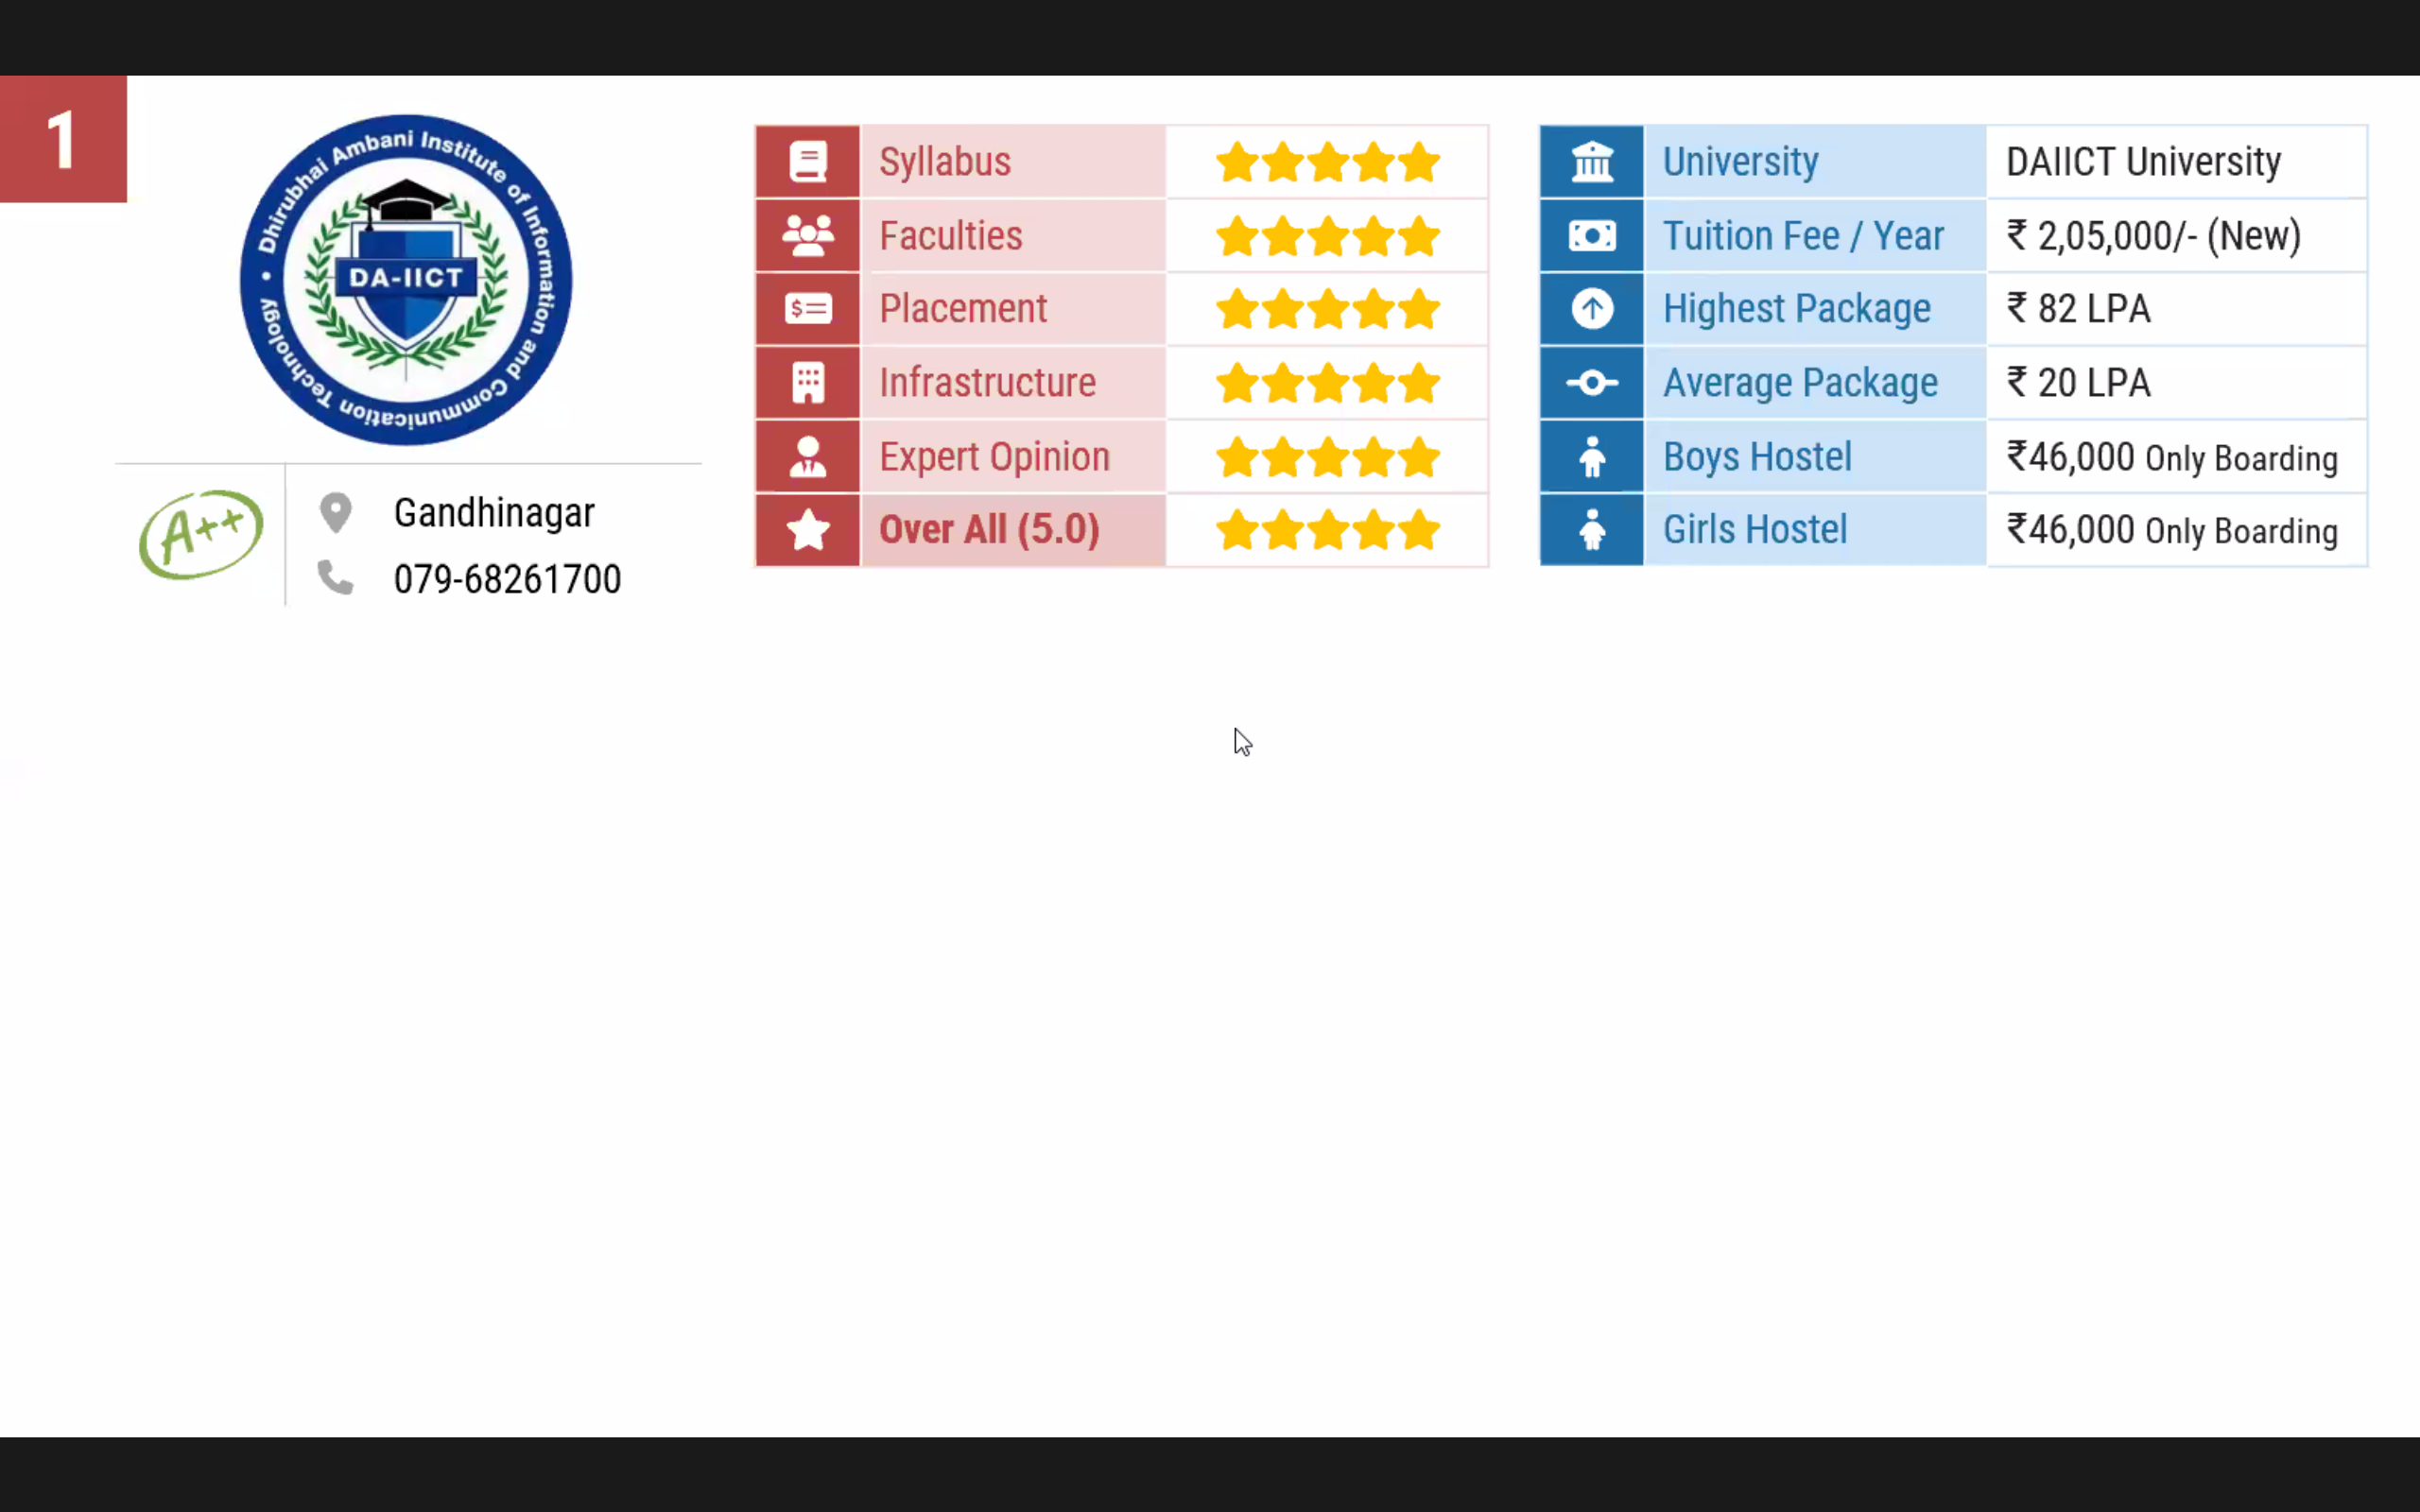 1
Dhirubhai Ambani Institute of Information and Communication Technology
DA-IICT
A++
Gandhinagar
079-68261700
Syllabus
Faculties
Placement
Infrastructure
Expert Opinion
Over All (5.0)
University DAIICT University
Tuition Fee / Year ₹ 2,05,000/- (New)
Highest Package ₹ 82 LPA
Average Package ₹ 20 LPA
Boys Hostel ₹46,000 Only Boarding
Girls Hostel ₹46,000 Only Boarding